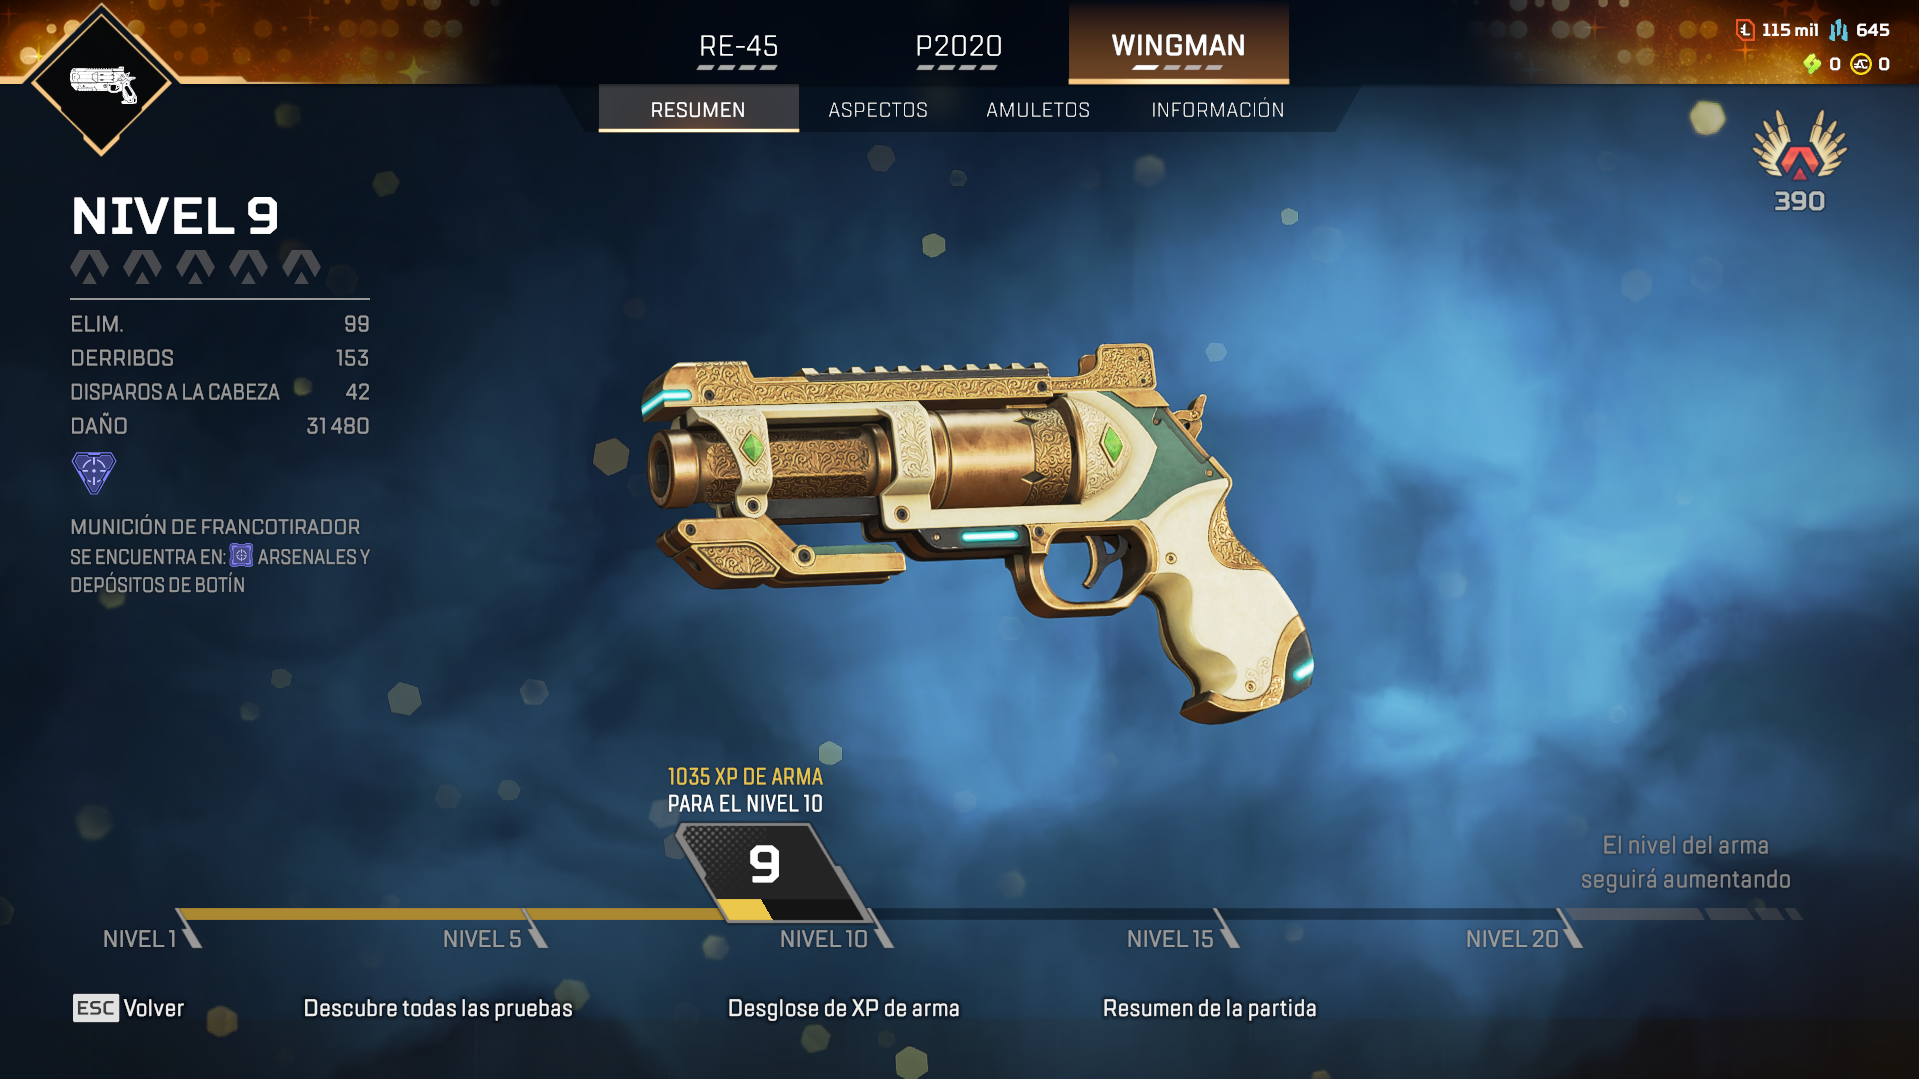 RE-45
P2020
WINGMAN
115 mil
645
0
0
RESUMEN
ASPECTOS
AMULETOS
INFORMACIÓN
390
NIVEL 9
ELIM. 99
DERRIBOS 153
DISPAROS A LA CABEZA 42
DAÑO 31 480
MUNICIÓN DE FRANCOTIRADOR
SE ENCUENTRA EN: ARSENALES Y
DEPÓSITOS DE BOTÍN
1035 XP DE ARMA
PARA EL NIVEL 10
9
El nivel del arma
seguirá aumentando
NIVEL 1
NIVEL 5
NIVEL 10
NIVEL 15
NIVEL 20
ESC Volver
Descubre todas las pruebas
Desglose de XP de arma
Resumen de la partida